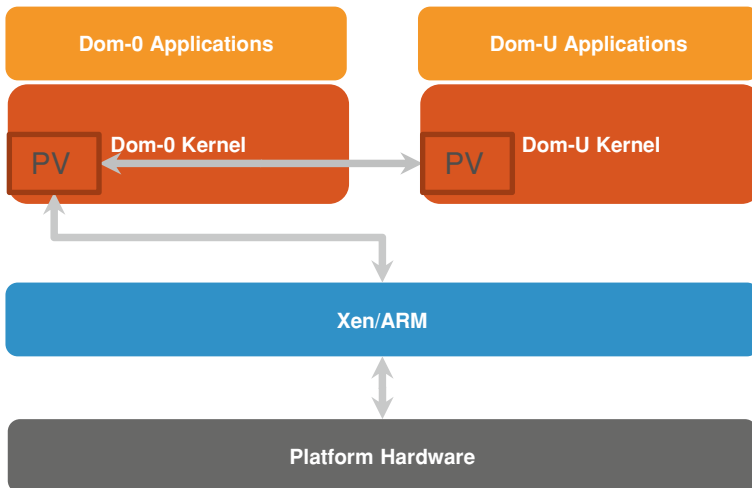 Dom-0 Applications
Dom-U Applications
Dom-0 Kernel
Dom-U Kernel
PV
PV
Xen/ARM
Platform Hardware